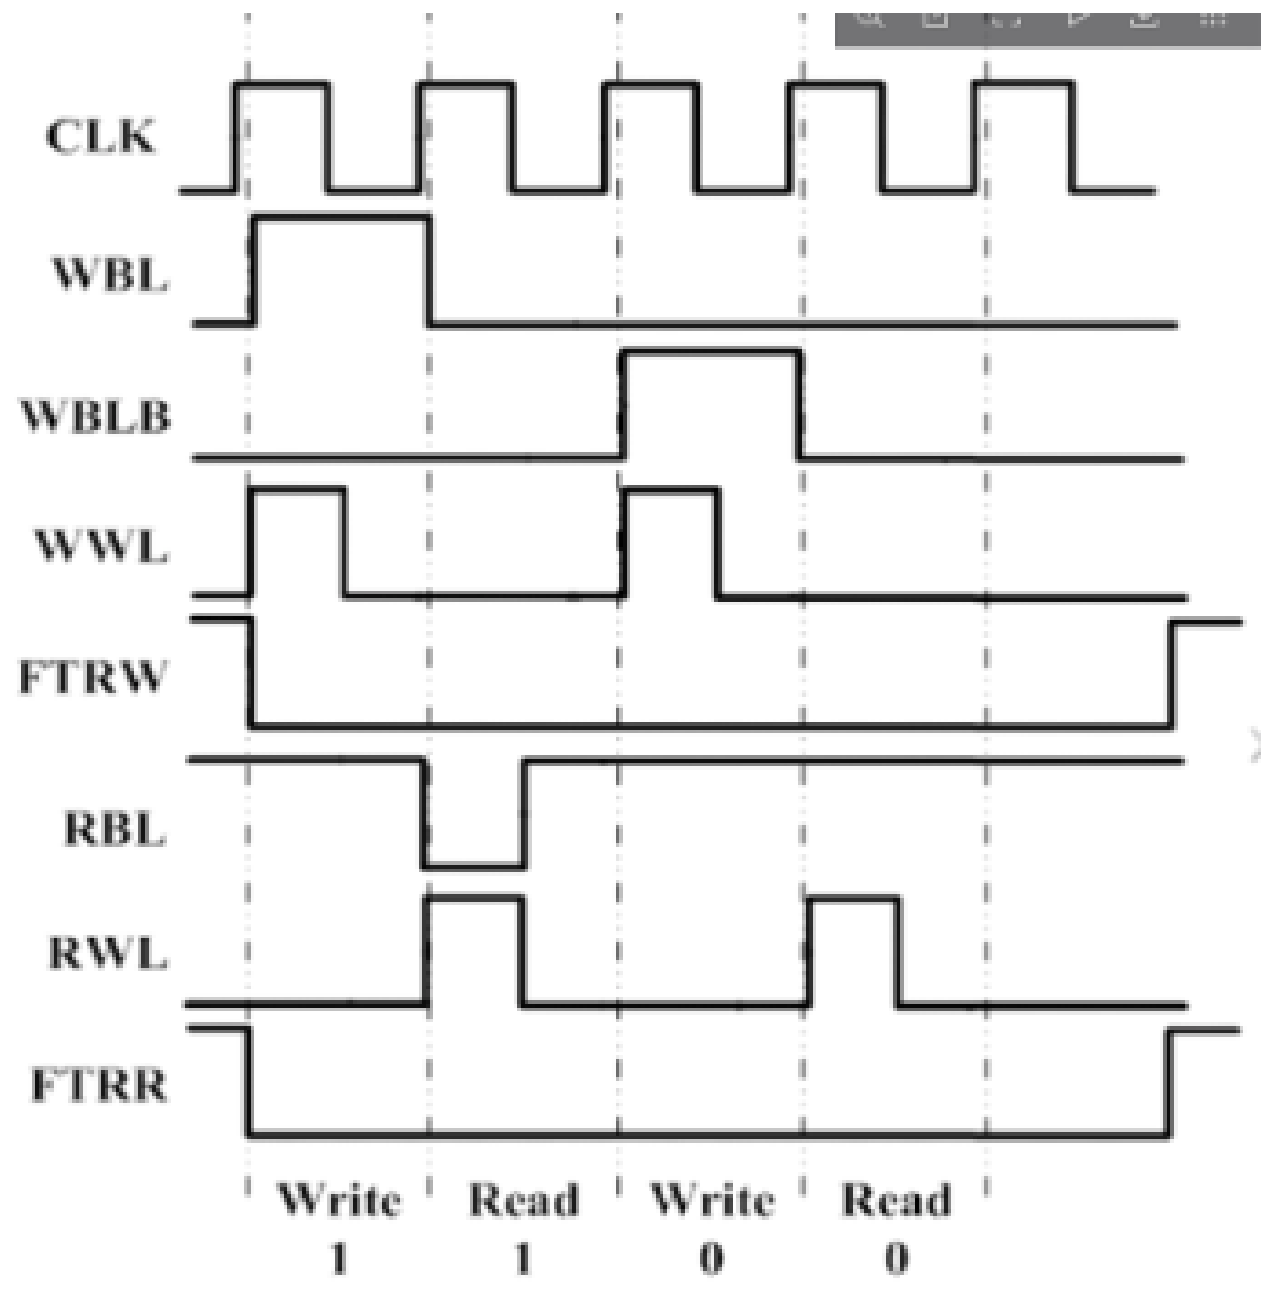 CLK
WBL
WBLB
WWL
FTRW
RBL
RWL
FTRR
Write Read Write Read
1 1 0 0